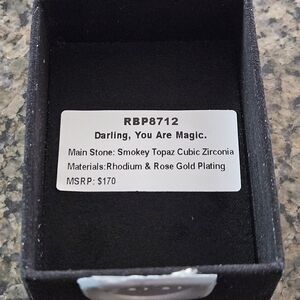 RBP8712
Darling, You Are Magic.
Main Stone: Smokey Topaz Cubic Zirconia
Materials:Rhodium & Rose Gold Plating
MSRP: $170